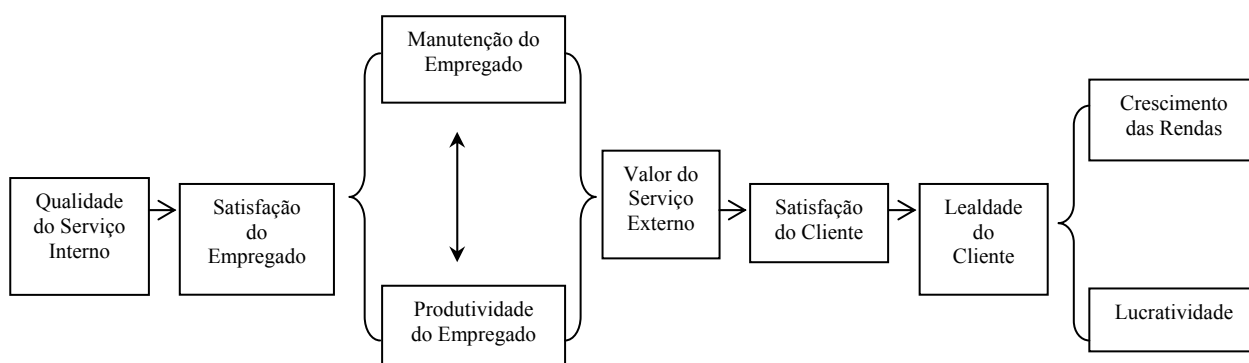 Qualidade
do Serviço
Interno
Satisfação
do
Empregado
Manutenção do
Empregado
Produtividade
do Empregado
Valor do
Serviço
Externo
Satisfação
do Cliente
Lealdade
do
Cliente
Crescimento
das Rendas
Lucratividade